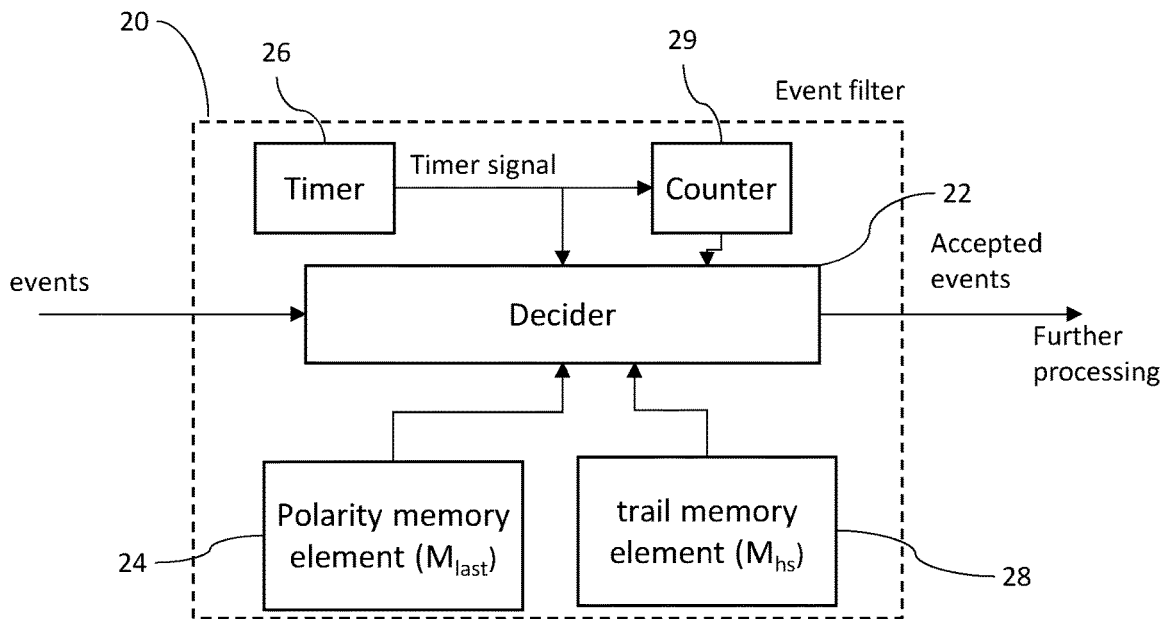 20
26
29
Event filter
Timer
Timer signal
Counter
22
Accepted
events
events
Decider
Further
processing
Polarity memory
element (Mlast)
trail memory
element (Mhs)
24
28